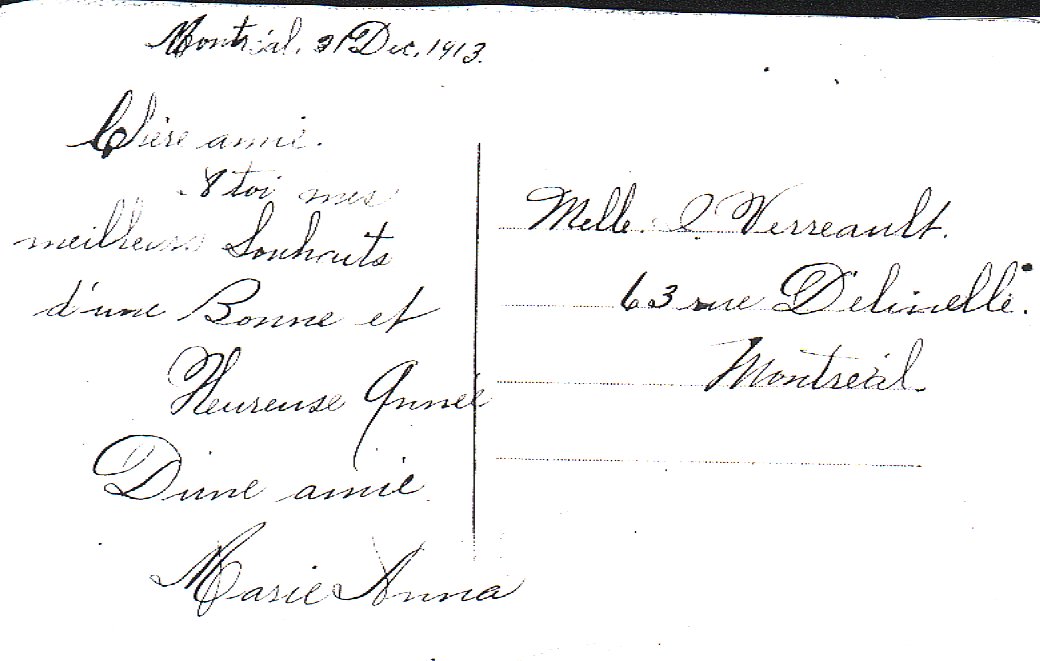 Montréal, 31 Dec. 1913.
Chère amie.
A toi mes
meilleurs Souhaits
d'une Bonne et
Heureuse Année
D'une amie
Marie Anna
Melle. Verreault.
63 rue Delinelle.
Montréal